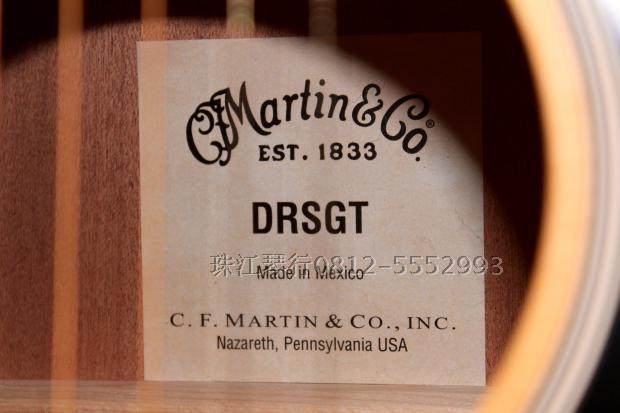 CFMartin & Co.®
EST. 1833
DRSGT
珠江琴行0812-5552993
Made in Mexico
C. F. MARTIN & CO., INC.
Nazareth, Pennsylvania USA